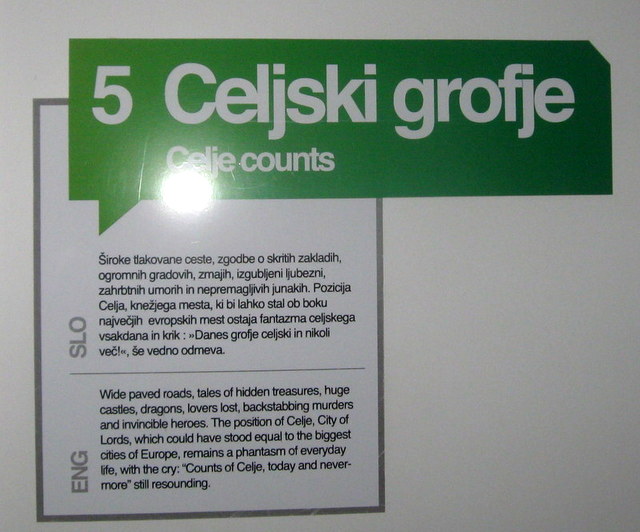 5 Celjski grofje
Celje counts
SLO
Široke tlakovane ceste, zgodbe o skritih zakladih,
ogromnih gradovih, zmajih, izgubljeni ljubezni,
zahrbtnih umorih in nepremagljivih junakih. Pozicija
Celja, knežjega mesta, ki bi lahko stal ob boku
največjih evropskih mest ostaja fantazma celjskega
vsakdana in krik : »Danes grofje celjski in nikoli
več!«, še vedno odmeva.
ENG
Wide paved roads, tales of hidden treasures, huge
castles, dragons, lovers lost, backstabbing murders
and invincible heroes. The position of Celje, City of
Lords, which could have stood equal to the biggest
cities of Europe, remains a phantasm of everyday
life, with the cry: “Counts of Celje, today and never-
more” still resounding.